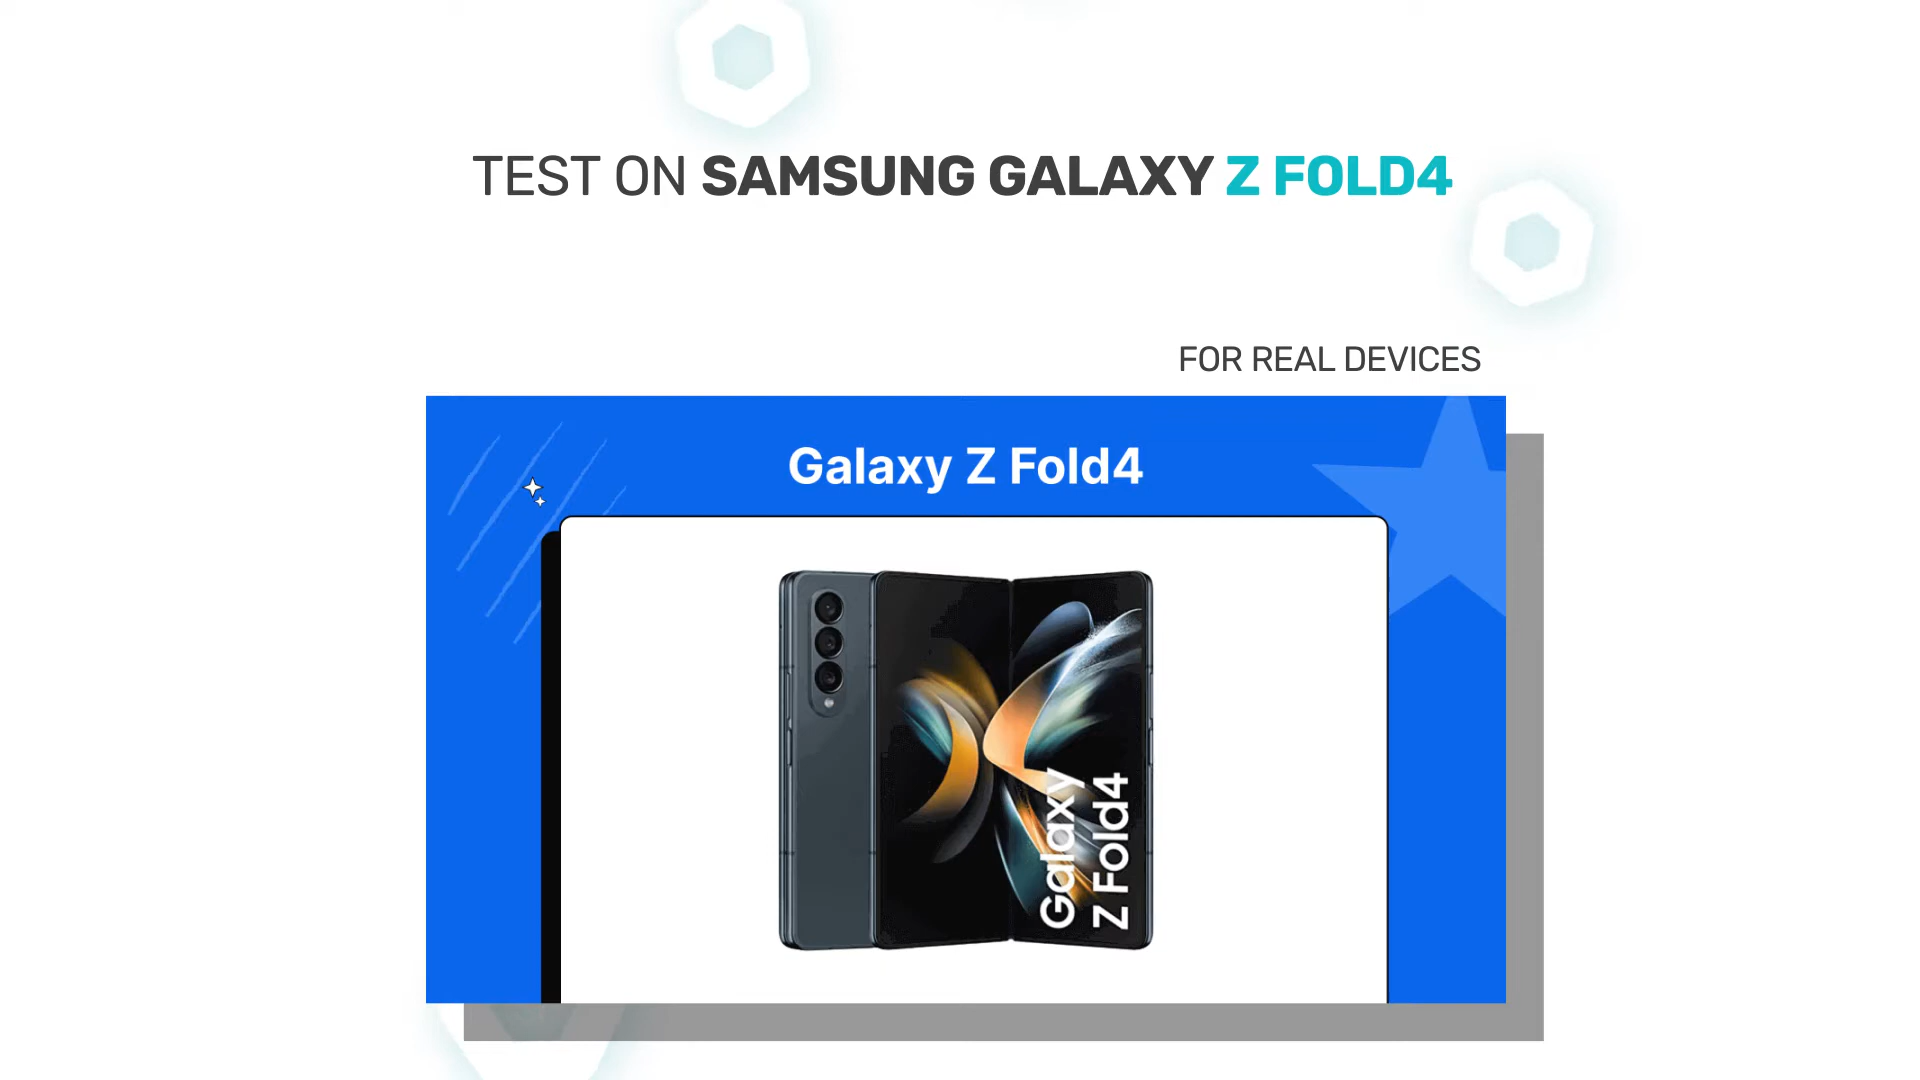 TEST ON SAMSUNG GALAXY Z FOLD4
FOR REAL DEVICES
Galaxy Z Fold4
Galaxy
Z Fold4